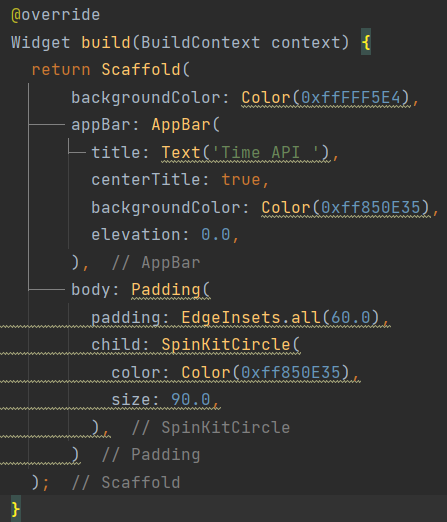 @override
Widget build(BuildContext context) {
  return Scaffold(
      backgroundColor: Color(0xffFFF5E4),
      appBar: AppBar(
        title: Text('Time API '),
        centerTitle: true,
        backgroundColor: Color(0xff850E35),
        elevation: 0.0,
      ),  // AppBar
      body: Padding(
        padding: EdgeInsets.all(60.0),
        child: SpinKitCircle(
          color: Color(0xff850E35),
          size: 90.0,
        ),  // SpinKitCircle
      )  // Padding
  );  // Scaffold
}